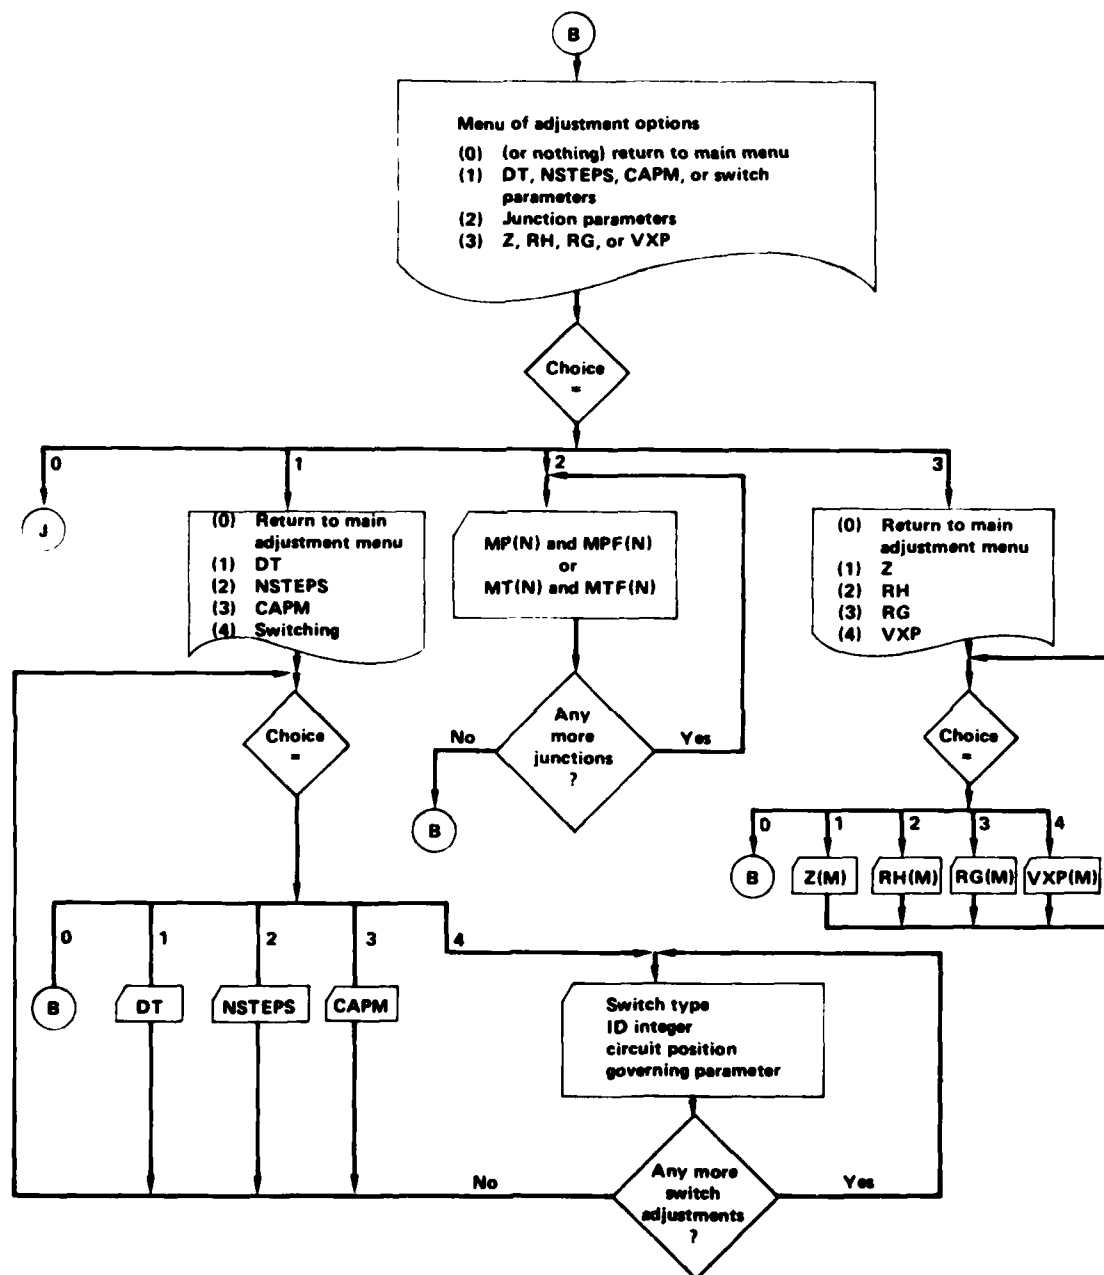 B
Menu of adjustment options
(0) (or nothing) return to main menu
(1) DT, NSTEPS, CAPM, or switch
parameters
(2) Junction parameters
(3) Z, RH, RG, or VXP
Choice
=
0
1
2
3
J
(0) Return to main
adjustment menu
(1) DT
(2) NSTEPS
(3) CAPM
(4) Switching
MP(N) and MPF(N)
or
MT(N) and MTF(N)
(0) Return to main
adjustment menu
(1) Z
(2) RH
(3) RG
(4) VXP
Choice
=
No
Any
more
junctions
?
Yes
B
Choice
=
0
1
2
3
4
B
Z(M)
RH(M)
RG(M)
VXP(M)
0
1
2
3
4
B
DT
NSTEPS
CAPM
Switch type
ID integer
circuit position
governing parameter
No
Any more
switch
adjustments
?
Yes